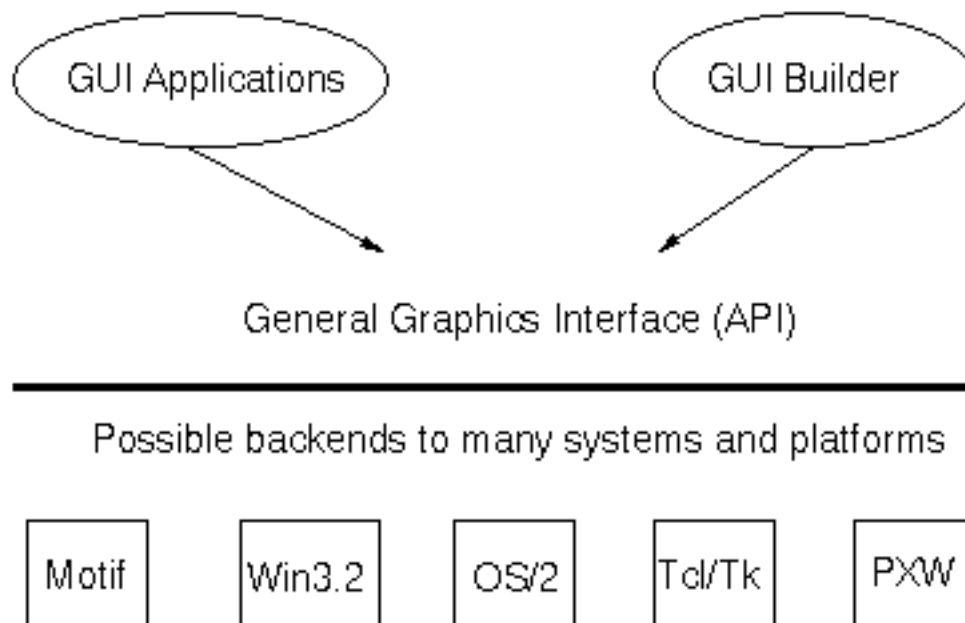 GUI Applications
GUI Builder
General Graphics Interface (API)
Possible backends to many systems and platforms
Motif
Win3.2
OS/2
Tcl/Tk
PXW